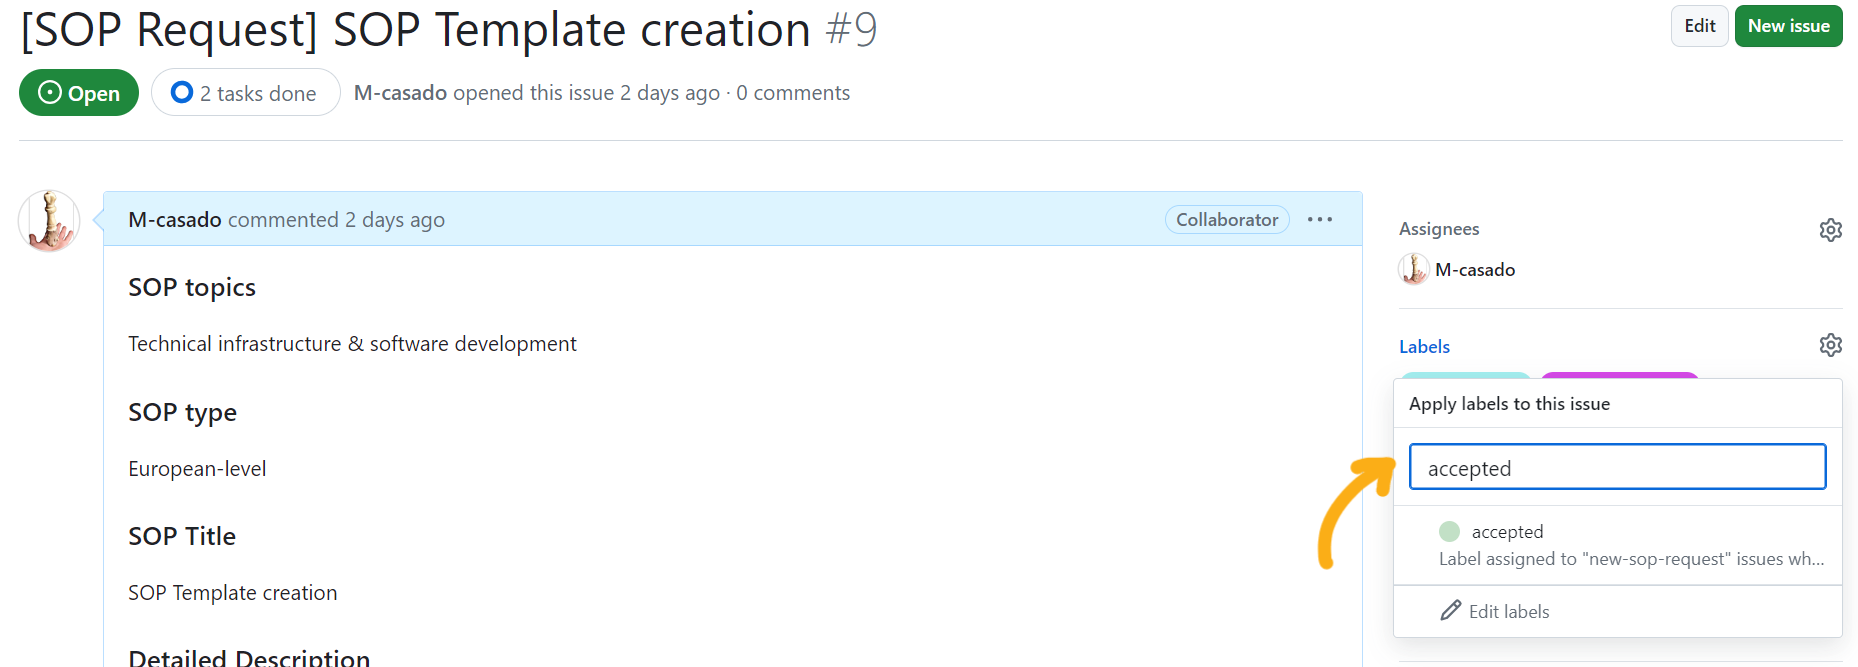 [SOP Request] SOP Template creation #9
Edit
New issue
Open
2 tasks done
M-casado opened this issue 2 days ago · 0 comments
M-casado commented 2 days ago
Collaborator
SOP topics
Technical infrastructure & software development
SOP type
European-level
SOP Title
SOP Template creation
Detailed Description
Assignees
M-casado
Labels
Apply labels to this issue
accepted
accepted
Label assigned to "new-sop-request" issues wh...
Edit labels